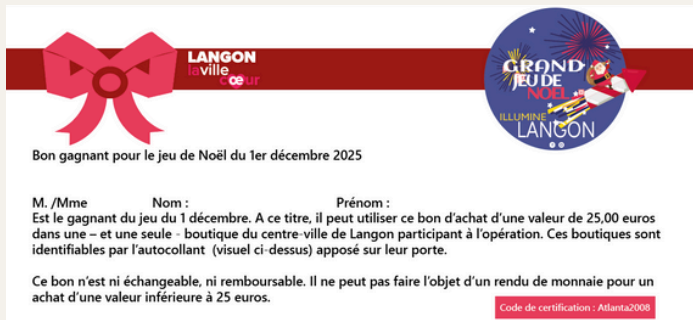 LANGON
laville
cœur
GRAND
JEU DE
NOEL
ILLUMINE
LANGON
Bon gagnant pour le jeu de Noël du 1er décembre 2025
M. /Mme Nom : Prénom :
Est le gagnant du jeu du 1 décembre. A ce titre, il peut utiliser ce bon d’achat d’une valeur de 25,00 euros
dans une – et une seule - boutique du centre-ville de Langon participant à l’opération. Ces boutiques sont
identifiables par l’autocollant (visuel ci-dessus) apposé sur leur porte.
Ce bon n’est ni échangeable, ni remboursable. Il ne peut pas faire l’objet d’un rendu de monnaie pour un
achat d’une valeur inférieure à 25 euros.
Code de certification : Atlanta2008